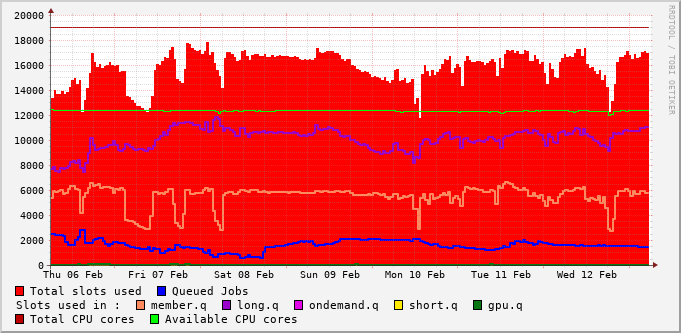 20000
18000
16000
14000
12000
10000
8000
6000
4000
2000
0
Thu 06 Feb Fri 07 Feb Sat 08 Feb Sun 09 Feb Mon 10 Feb Tue 11 Feb Wed 12 Feb
Total slots used Queued Jobs
Slots used in : member.q long.q ondemand.q short.q gpu.q
Total CPU cores Available CPU cores
RRDTOOL / TOBI OETIKER